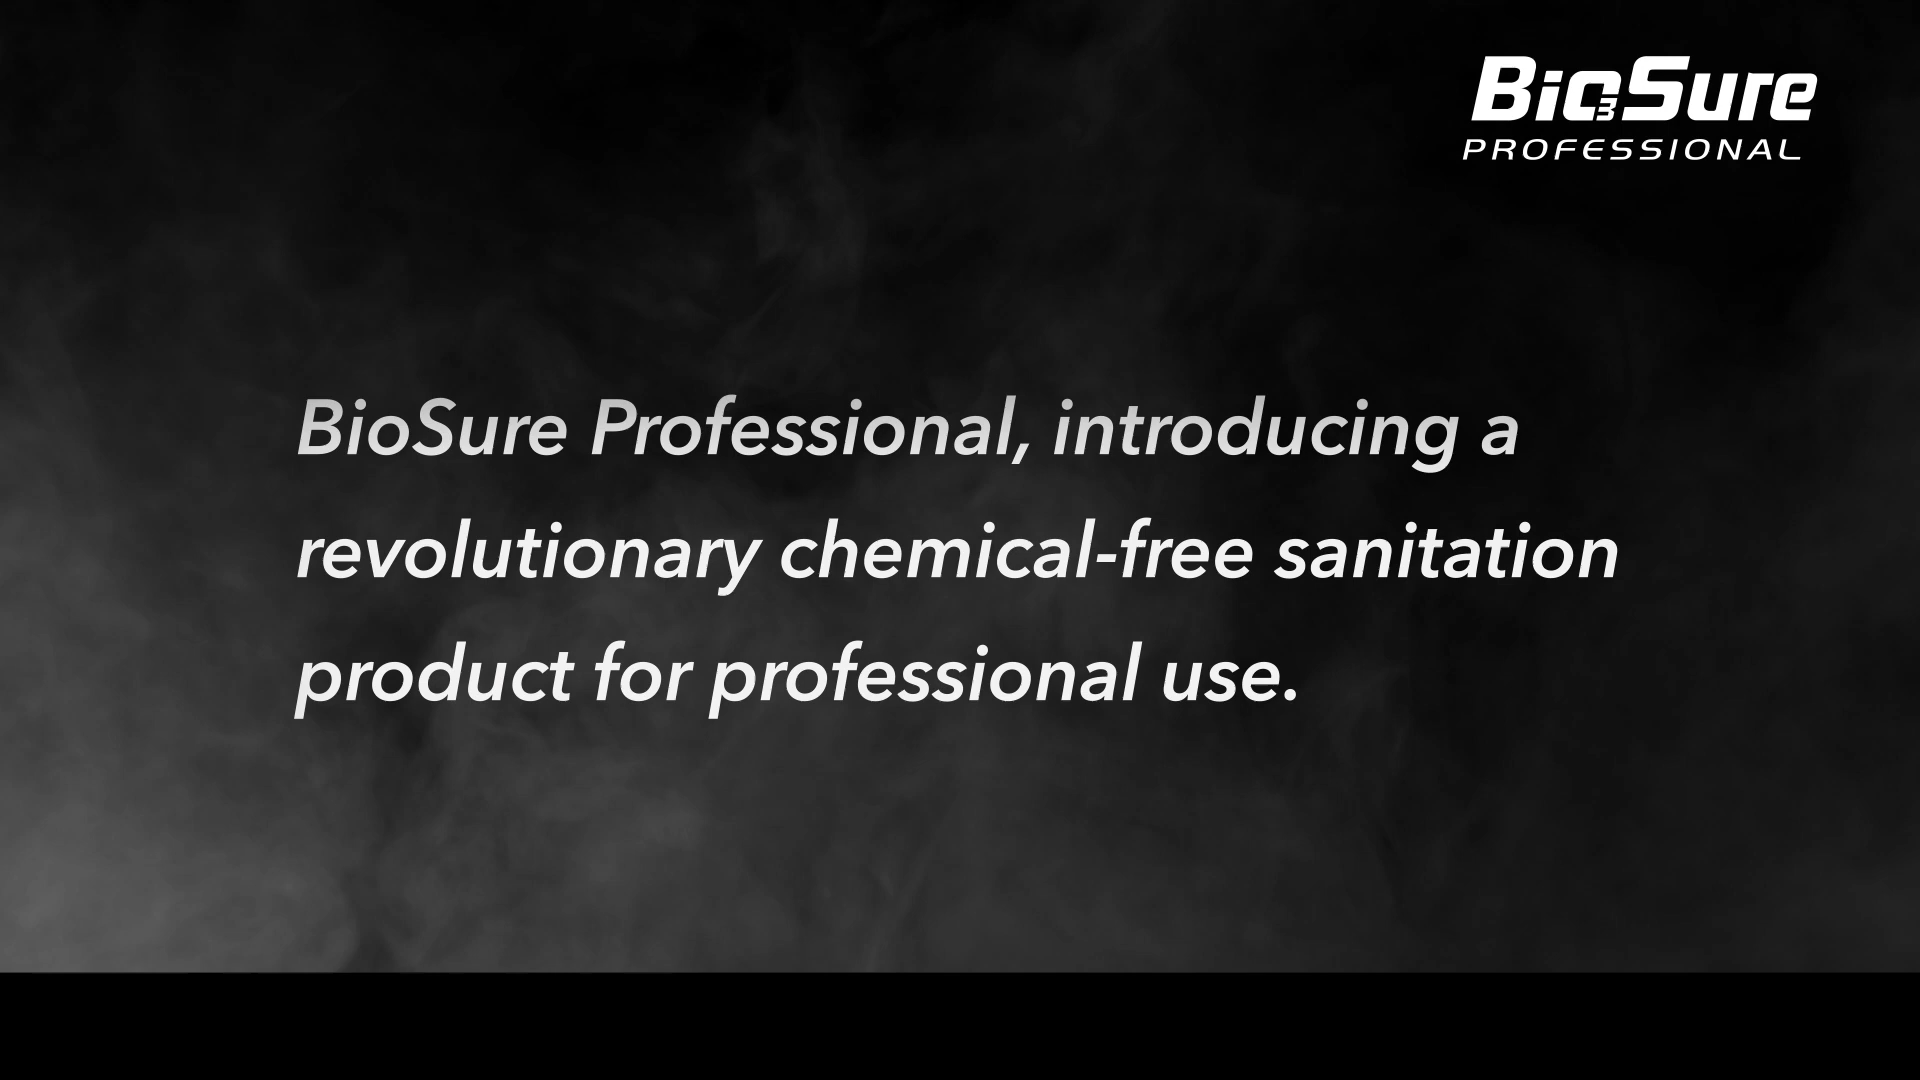 BioSure
PROFESSIONAL
BioSure Professional, introducing a
revolutionary chemical-free sanitation
product for professional use.